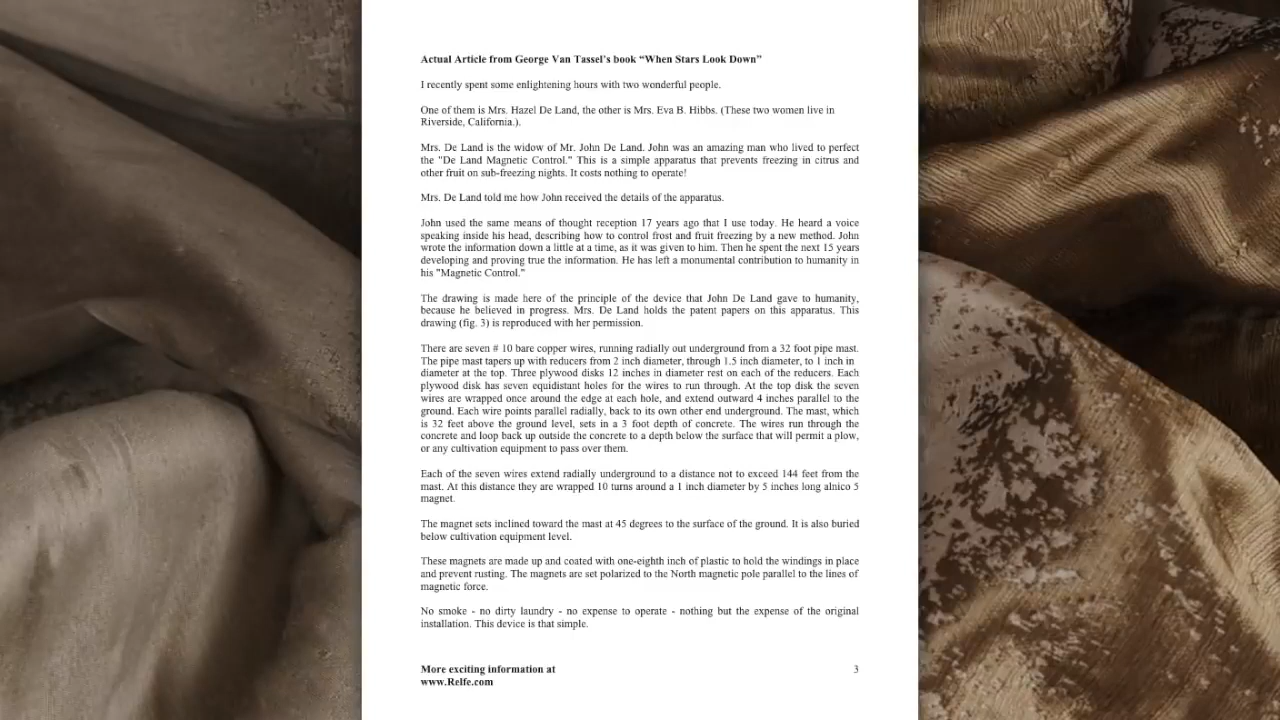 Actual Article from George Van Tassel's book “When Stars Look Down”
I recently spent some enlightening hours with two wonderful people.
One of them is Mrs. Hazel De Land, the other is Mrs. Eva B. Hibbs. (These two women live in
Riverside, California.).
Mrs. De Land is the widow of Mr. John De Land. John was an amazing man who lived to perfect
the "De Land Magnetic Control." This is a simple apparatus that prevents freezing in citrus and
other fruit on sub-freezing nights. It costs nothing to operate!
Mrs. De Land told me how John received the details of the apparatus.
John used the same means of thought reception 17 years ago that I use today. He heard a voice
speaking inside his head, describing how to control frost and fruit freezing by a new method. John
wrote the information down a little at a time, as it was given to him. Then he spent the next 15 years
developing and proving true the information. He has left a monumental contribution to humanity in
his "Magnetic Control."
The drawing is made here of the principle of the device that John De Land gave to humanity,
because he believed in progress. Mrs. De Land holds the patent papers on this apparatus. This
drawing (fig. 3) is reproduced with her permission.
There are seven # 10 bare copper wires, running radially out underground from a 32 foot pipe mast.
The pipe mast tapers up with reducers from 2 inch diameter, through 1.5 inch diameter, to 1 inch in
diameter at the top. Three plywood disks 12 inches in diameter rest on each of the reducers. Each
plywood disk has seven equidistant holes for the wires to run through. At the top disk the seven
wires are wrapped once around the edge at each hole, and extend outward 4 inches parallel to the
ground. Each wire points parallel radially, back to its own other end underground. The mast, which
is 32 feet above the ground level, sets in a 3 foot depth of concrete. The wires run through the
concrete and loop back up outside the concrete to a depth below the surface that will permit a plow,
or any cultivation equipment to pass over them.
Each of the seven wires extend radially underground to a distance not to exceed 144 feet from the
mast. At this distance they are wrapped 10 turns around a 1 inch diameter by 5 inches long alnico 5
magnet.
The magnet sets inclined toward the mast at 45 degrees to the surface of the ground. It is also buried
below cultivation equipment level.
These magnets are made up and coated with one-eighth inch of plastic to hold the windings in place
and prevent rusting. The magnets are set polarized to the North magnetic pole parallel to the lines of
magnetic force.
No smoke - no dirty laundry - no expense to operate - nothing but the expense of the original
installation. This device is that simple.
More exciting information at
www.Relfe.com
3